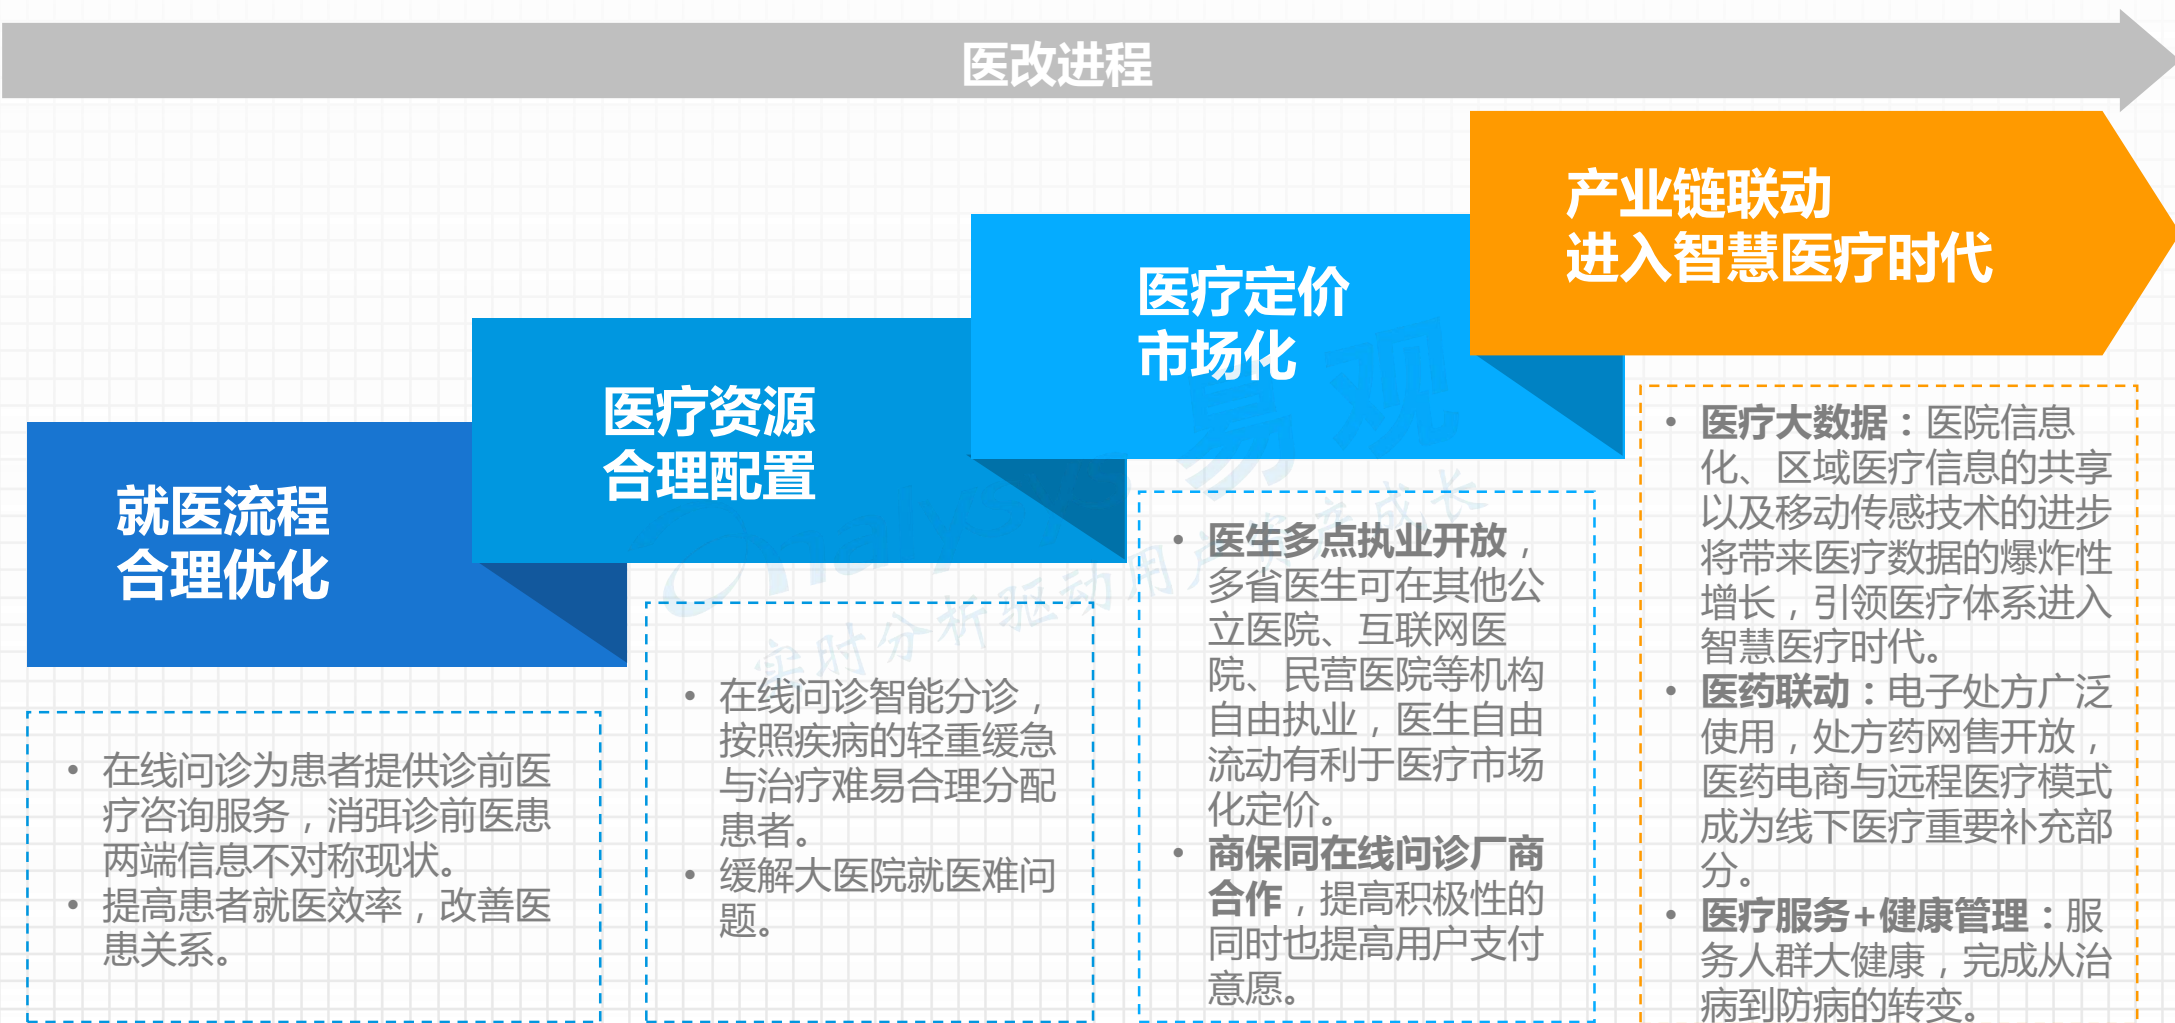 医改进程
产业链联动
进入智慧医疗时代
医疗定价
市场化
医疗资源
合理配置
就医流程
合理优化
• 在线问诊为患者提供诊前医
疗咨询服务，消弭诊前医患
两端信息不对称现状。
• 提高患者就医效率，改善医
患关系。
• 在线问诊智能分诊，
按照疾病的轻重缓急
与治疗难易合理分配
患者。
• 缓解大医院就医难问
题。
• 医生多点执业开放，
多省医生可在其他公
立医院、互联网医
院、民营医院等机构
自由执业，医生自由
流动有利于医疗市场
化定价。
• 商保同在线问诊厂商
合作，提高积极性的
同时也提高用户支付
意愿。
• 医疗大数据：医院信息
化、区域医疗信息的共享
以及移动传感技术的进步
将带来医疗数据的爆炸性
增长，引领医疗体系进入
智慧医疗时代。
• 医药联动：电子处方广泛
使用，处方药网售开放，
医药电商与远程医疗模式
成为线下医疗重要补充部
分。
• 医疗服务+健康管理：服
务人群大健康，完成从治
病到防病的转变。
analysys 易观
实时分析驱动用户资产成长